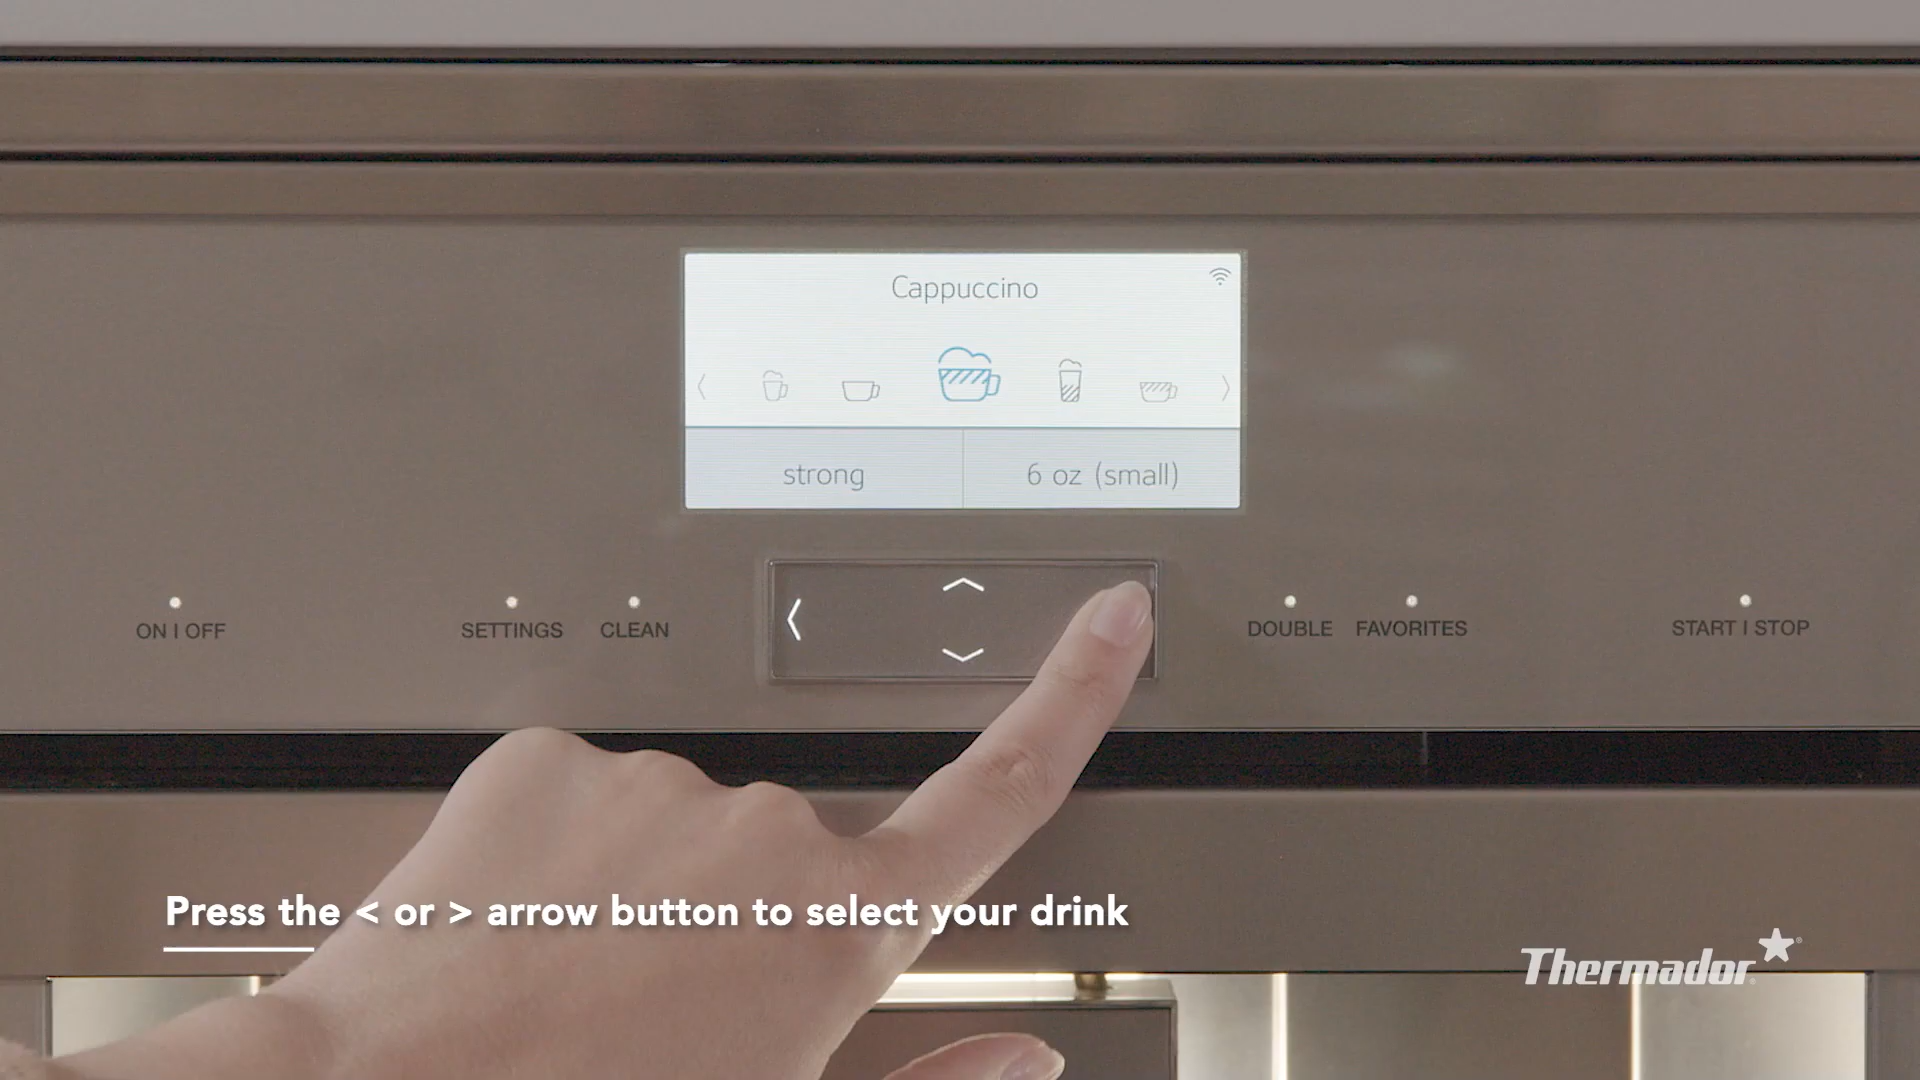 Cappuccino
strong
6 oz (small)
ON I OFF
SETTINGS
CLEAN
DOUBLE
FAVORITES
START I STOP
Press the < or > arrow button to select your drink
Thermador®